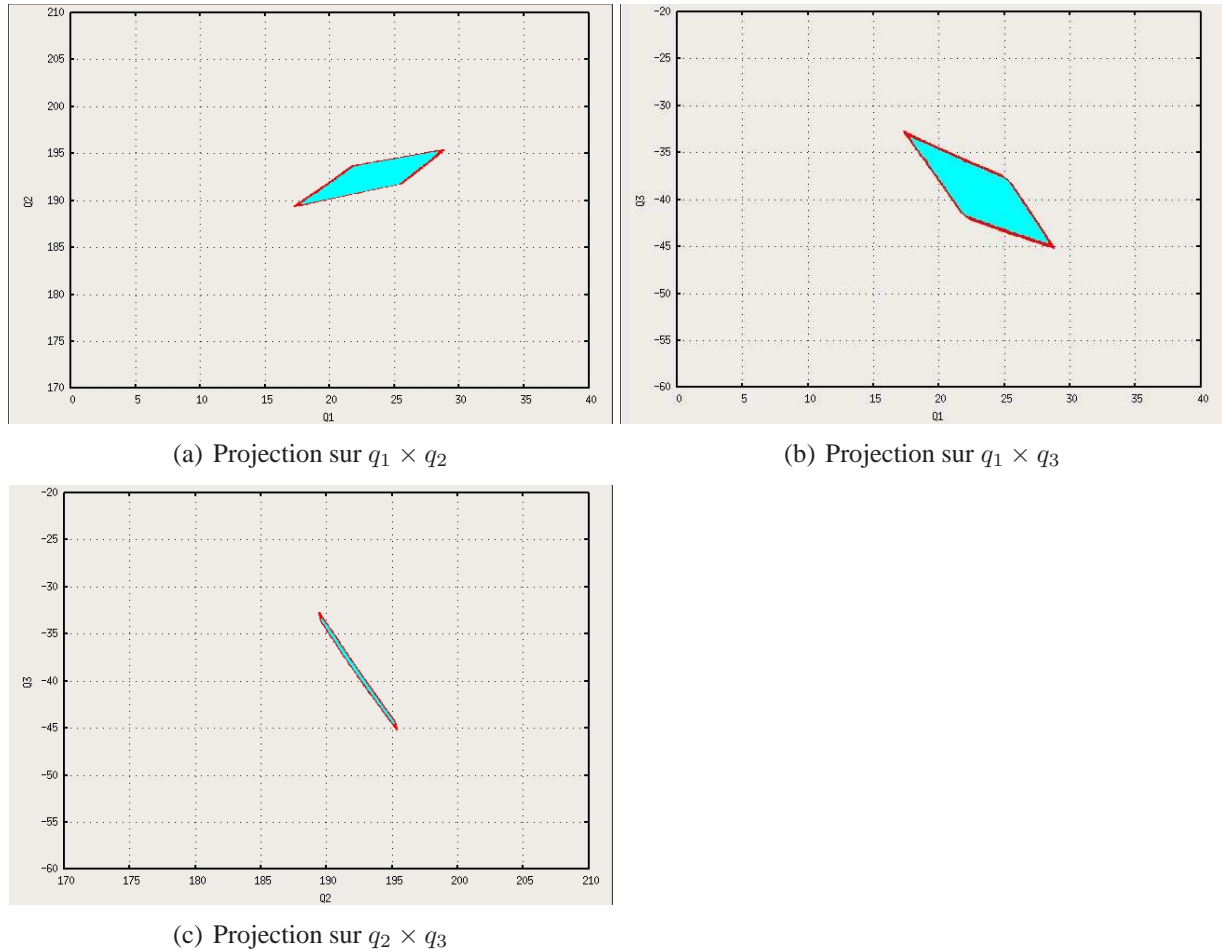 210
205
200
195
190
185
180
175
170
Q2
0 5 10 15 20 25 30 35 40
Q1
(a) Projection sur q₁ × q₂
-20
-25
-30
-35
-40
-45
-50
-55
-60
Q3
0 5 10 15 20 25 30 35 40
Q1
(b) Projection sur q₁ × q₃
-20
-25
-30
-35
-40
-45
-50
-55
-60
Q3
170 175 180 185 190 195 200 205 210
Q2
(c) Projection sur q₂ × q₃